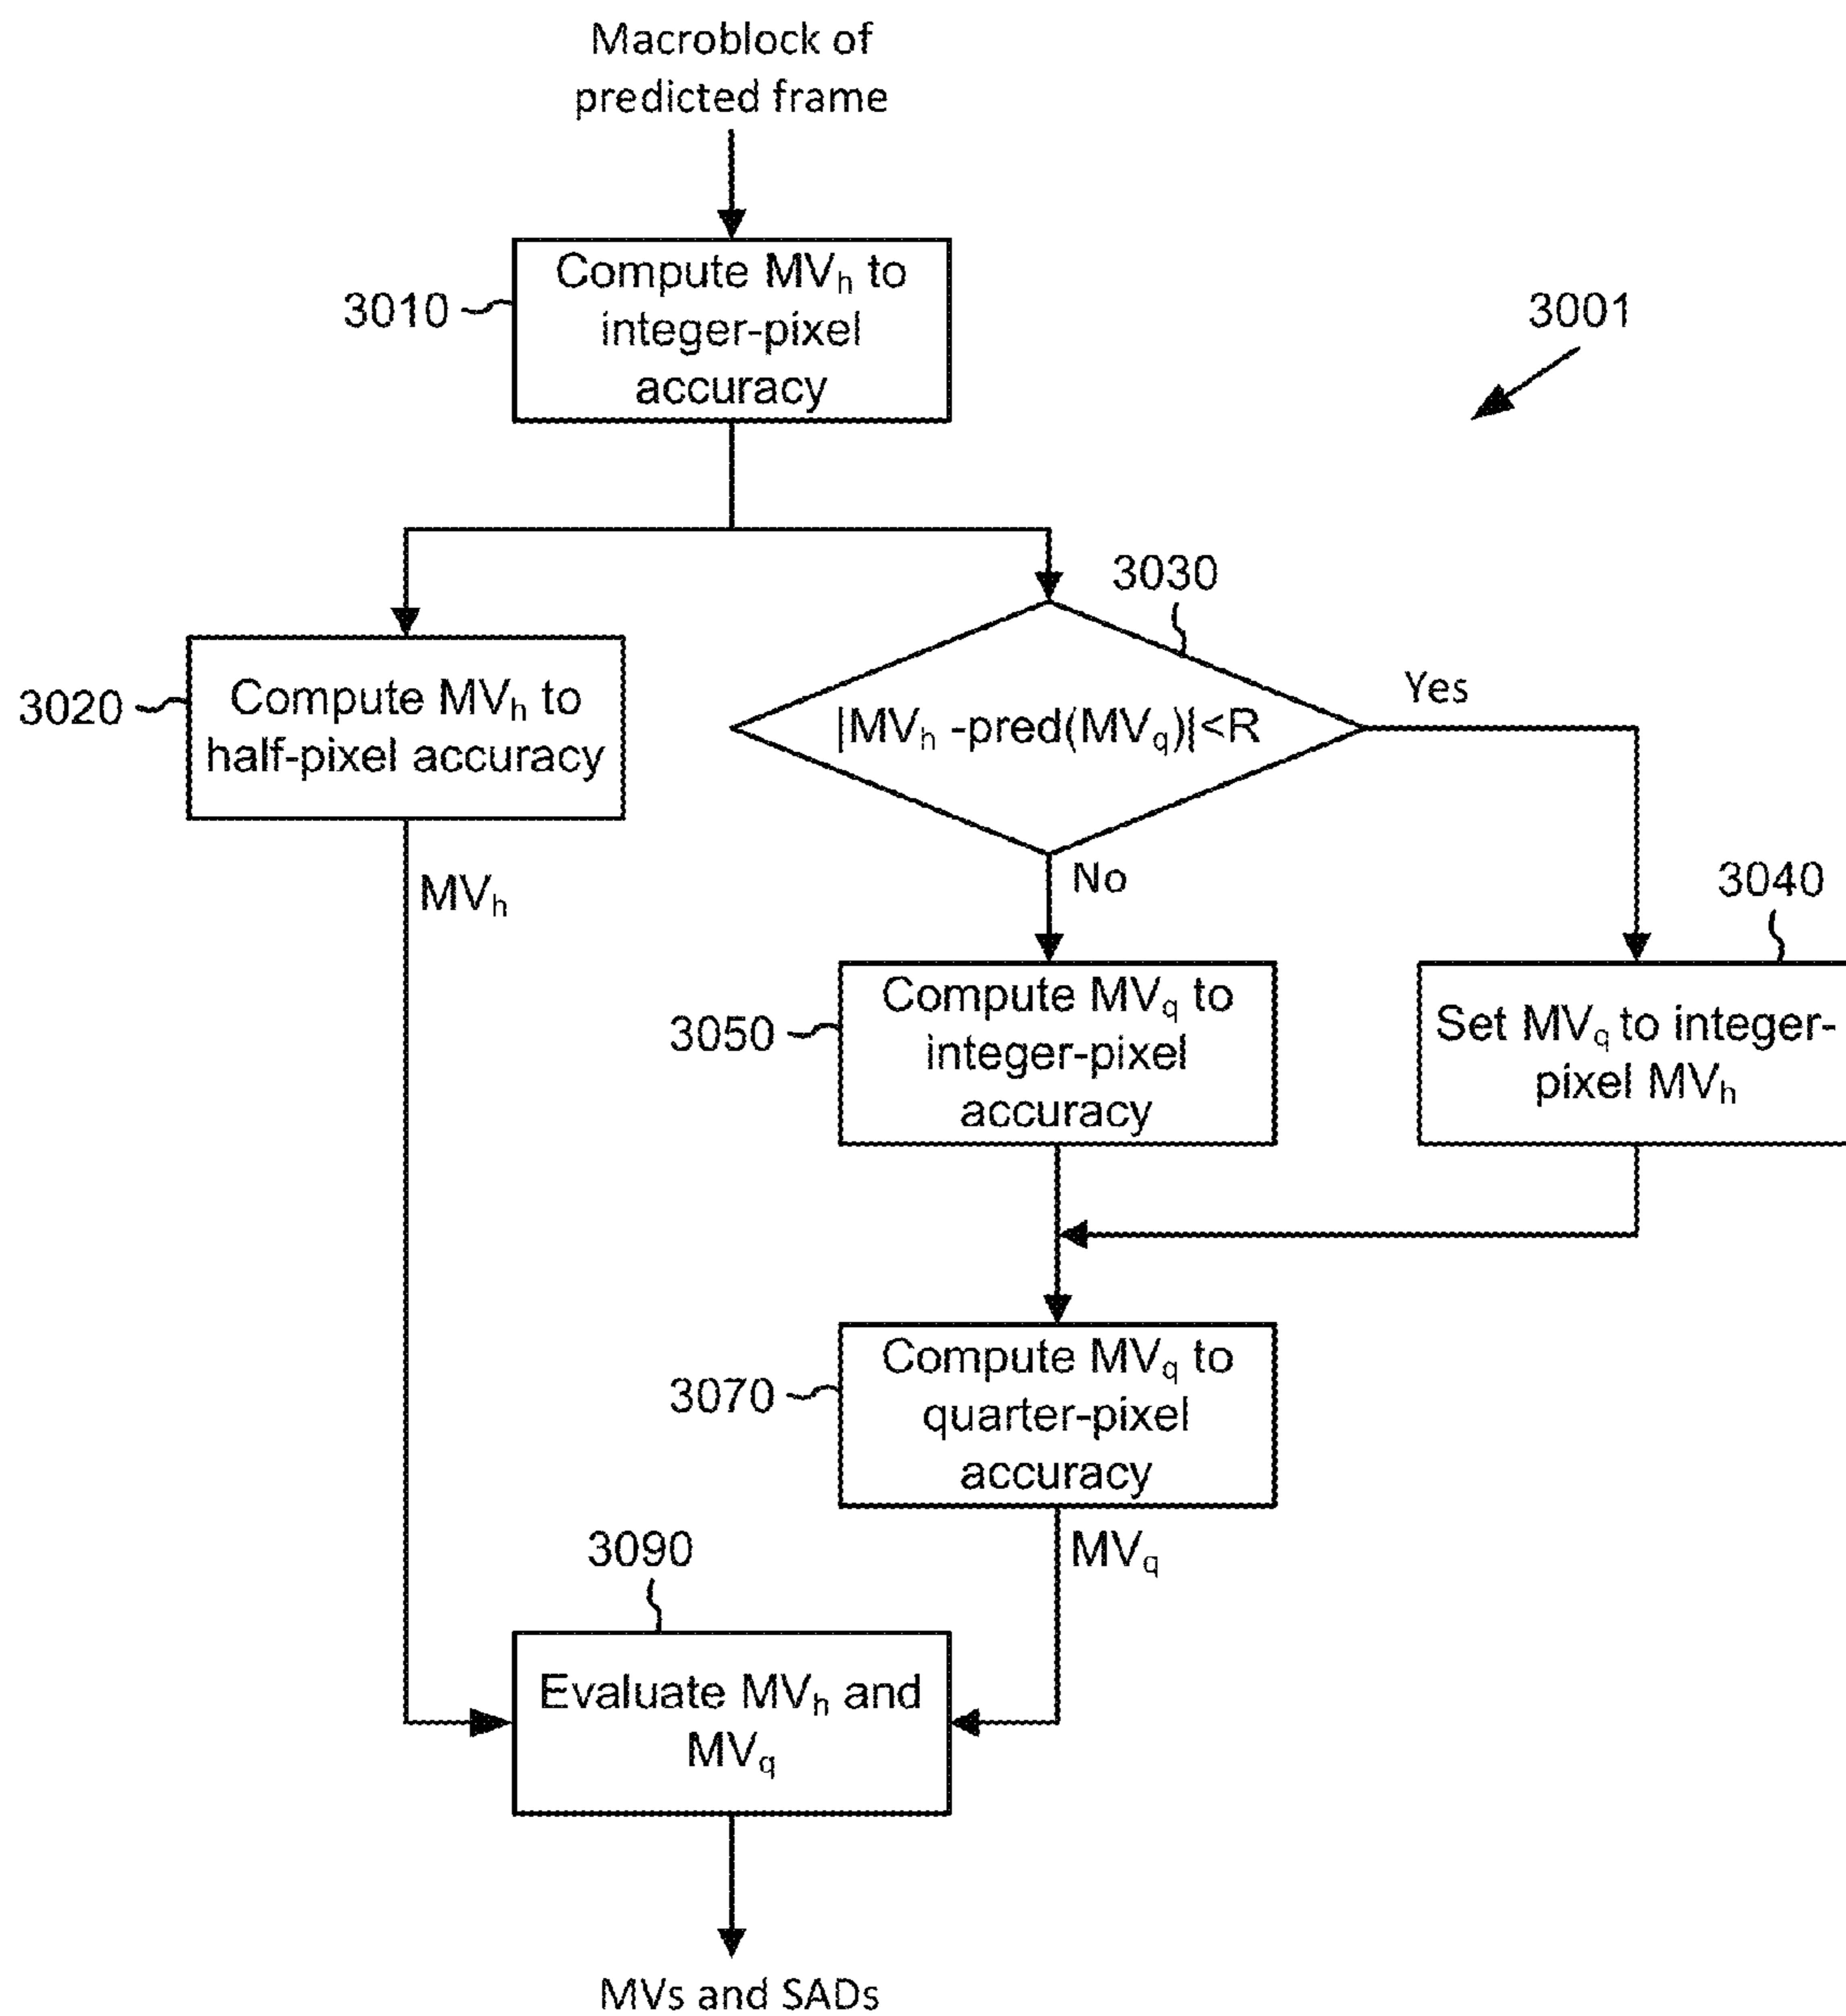 Macroblock of
predicted frame
Compute MVh to
integer-pixel
accuracy
3010
3001
3030
Compute MVh to
half-pixel accuracy
3020
|MVh -pred(MVq)|<R
Yes
No
MVh
3040
Compute MVq to
integer-pixel
accuracy
3050
Set MVq to integer-
pixel MVh
Compute MVq to
quarter-pixel
accuracy
3070
3090
MVq
Evaluate MVh and
MVq
MVs and SADs